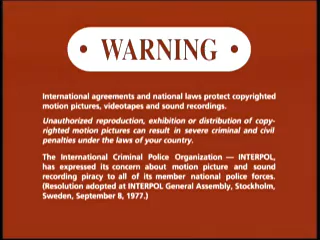 • WARNING •
International agreements and national laws protect copyrighted
motion pictures, videotapes and sound recordings.
Unauthorized reproduction, exhibition or distribution of copy-
righted motion pictures can result in severe criminal and civil
penalties under the laws of your country.
The International Criminal Police Organization — INTERPOL,
has expressed its concern about motion picture and sound
recording piracy to all of its member national police forces.
(Resolution adopted at INTERPOL General Assembly, Stockholm,
Sweden, September 8, 1977.)